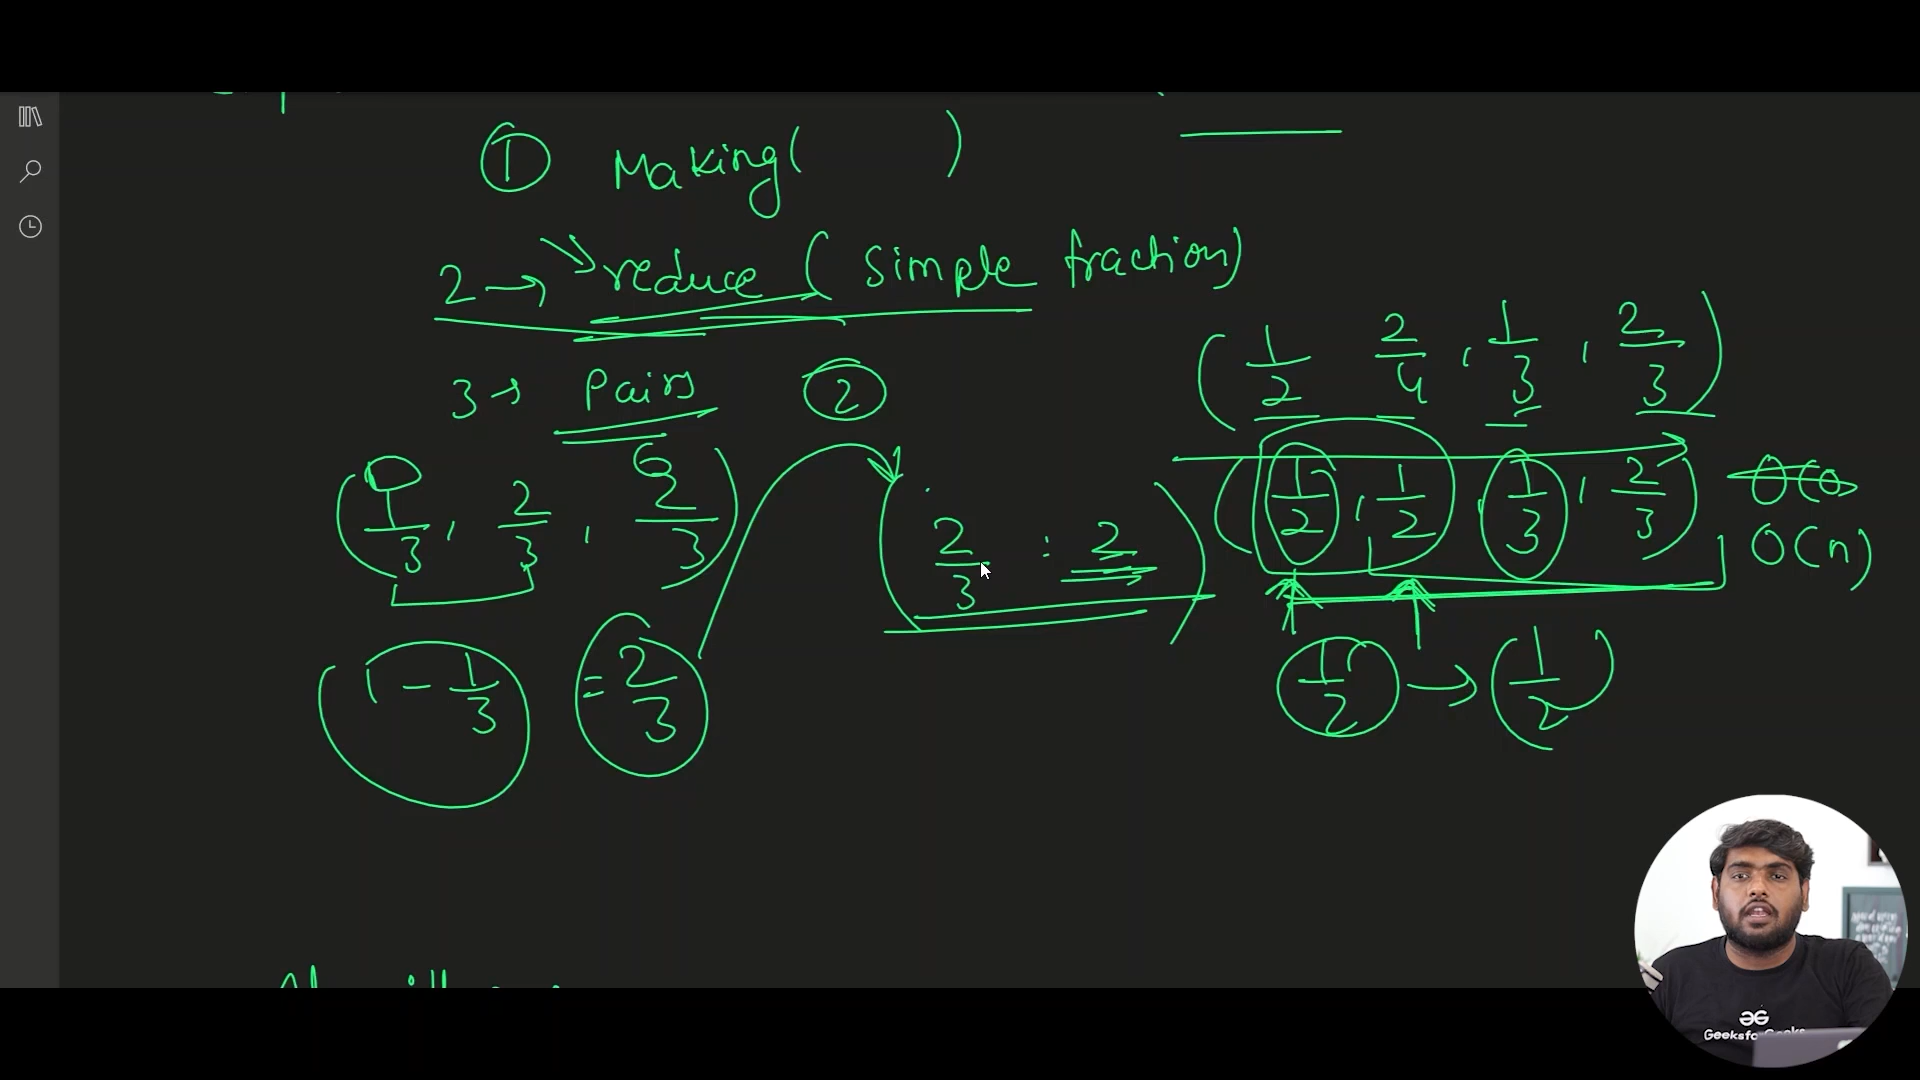 ① Making( )
2 → reduce ( Simple fraction)
3 → Pairs ②
( 1/2 2/4 , 1/3 , 2/3 )
( 1/3 , 2/3 , 2/3 )
( 2/3 : 2 )
( 1/2 , 1/2 , 1/3 , 2/3 )
O(n)
( 1 - 1/3 = 2/3
1/2 → ( 1/2 )
GeeksforGeeks